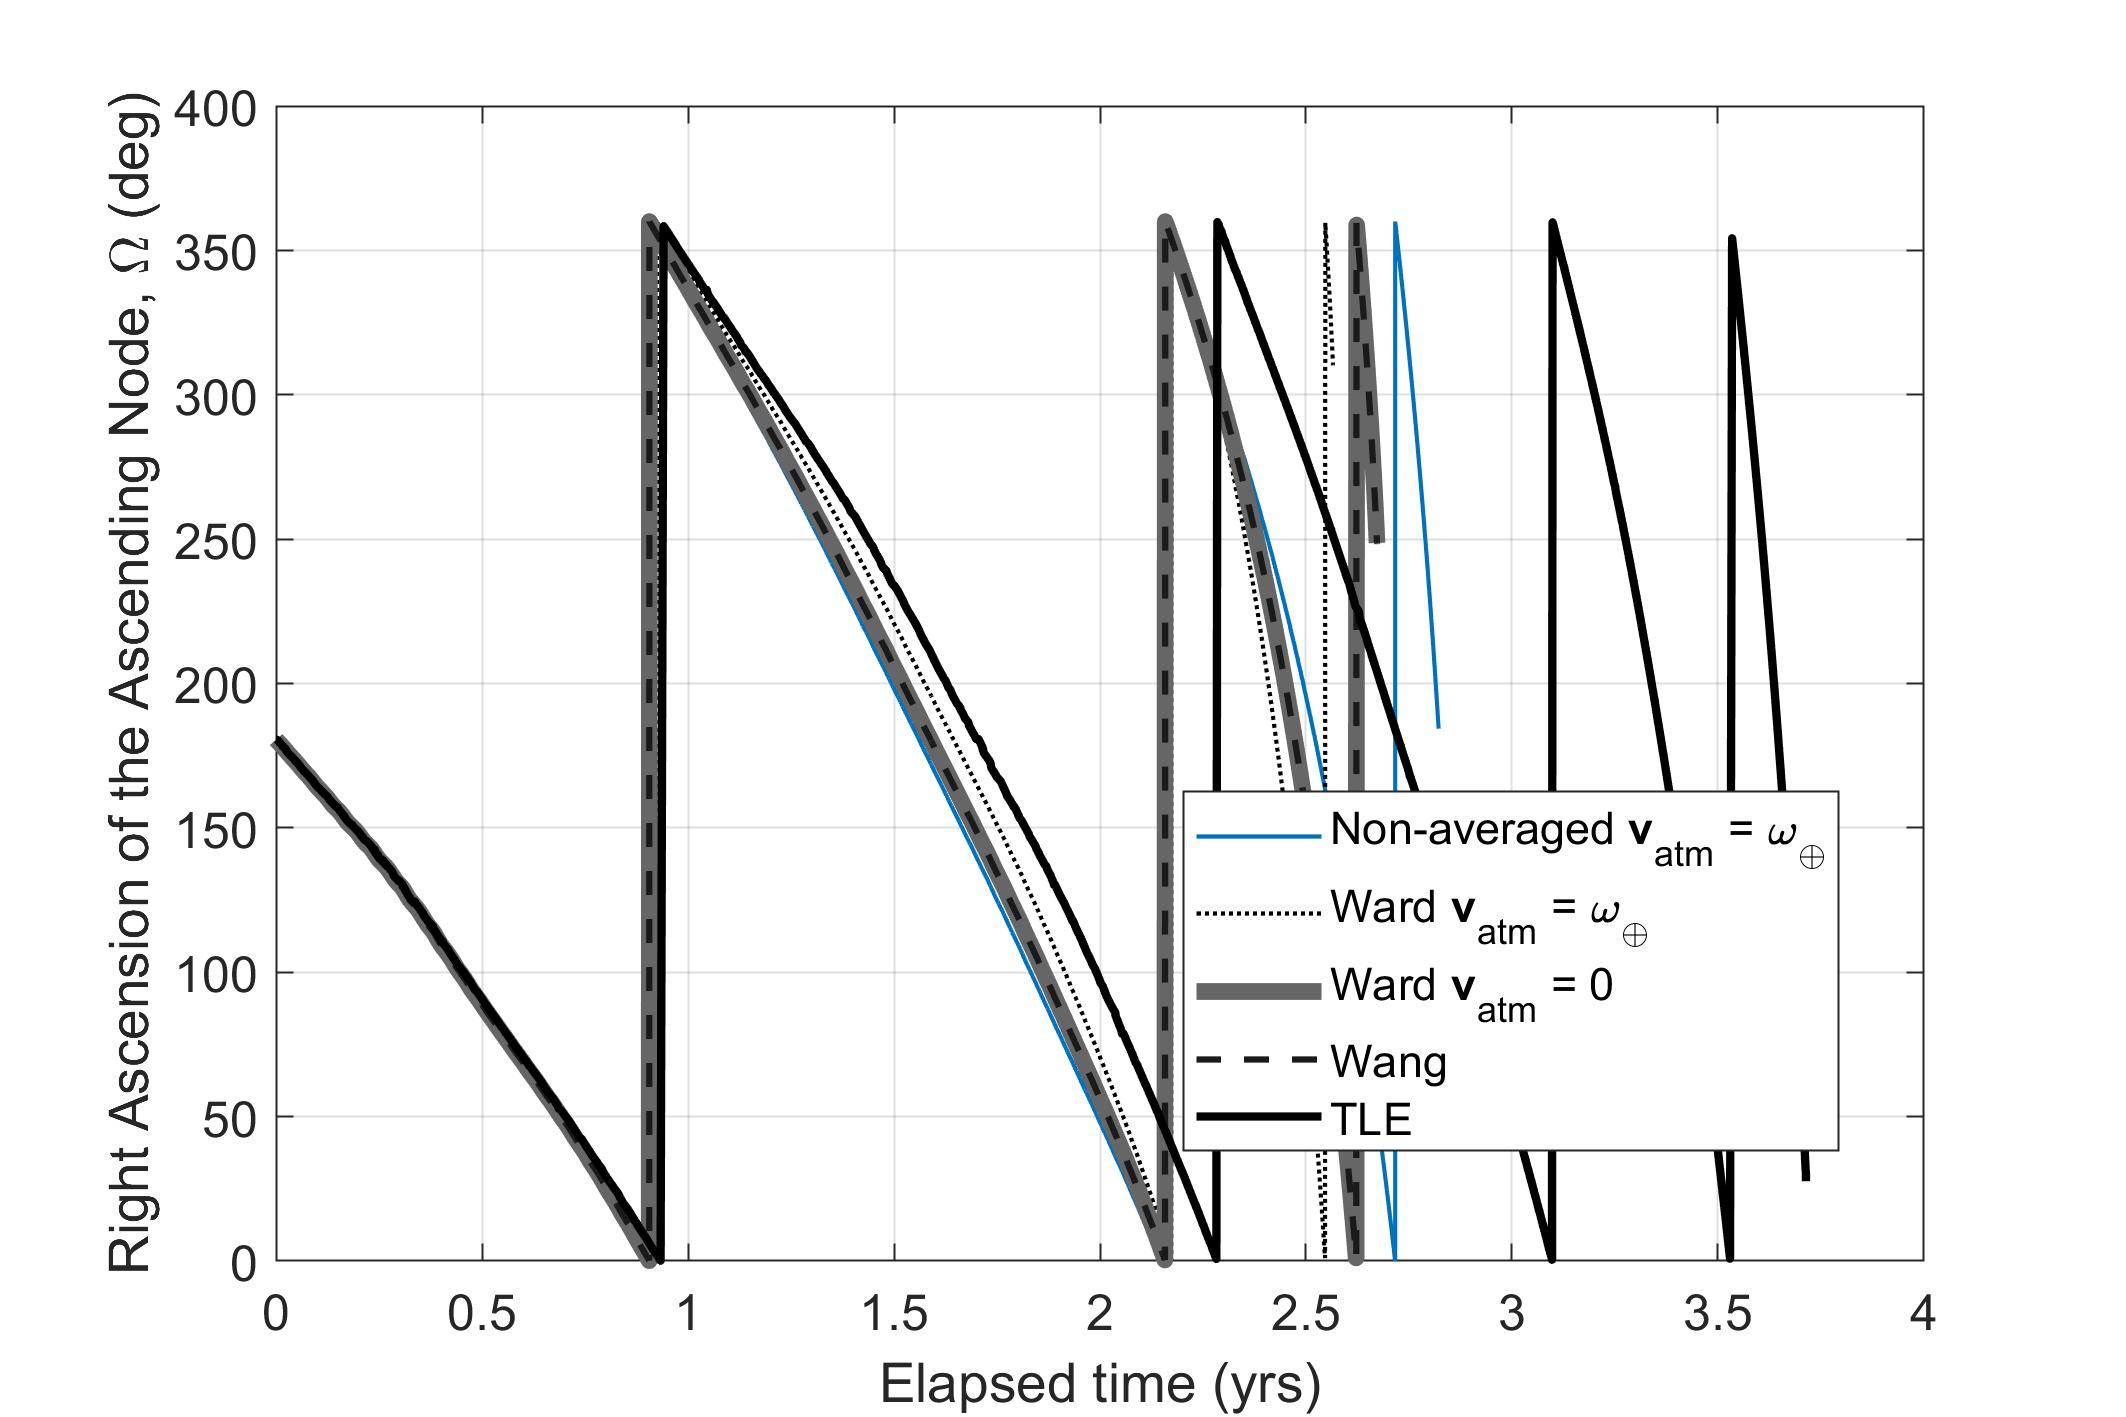 Right Ascension of the Ascending Node, Ω (deg)
400
350
300
250
200
150
100
50
0
0 0.5 1 1.5 2 2.5 3 3.5 4
Elapsed time (yrs)
Non-averaged v_atm = ω_⊕
Ward v_atm = ω_⊕
Ward v_atm = 0
Wang
TLE